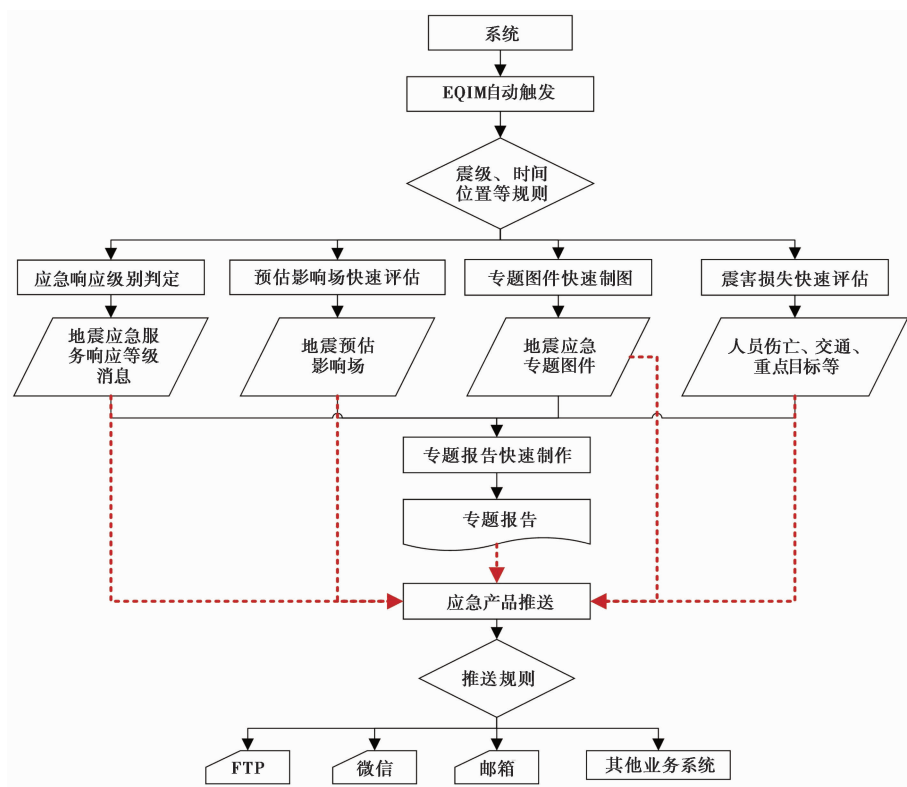 系统
EQIM自动触发
震级、时间
位置等规则
应急响应级别判定
预估影响场快速评估
专题图件快速制图
震害损失快速评估
地震应急服
务响应等级
消息
地震预估
影响场
地震应急
专题图件
人员伤亡、交通、
重点目标等
专题报告快速制作
专题报告
应急产品推送
推送规则
FTP
微信
邮箱
其他业务系统